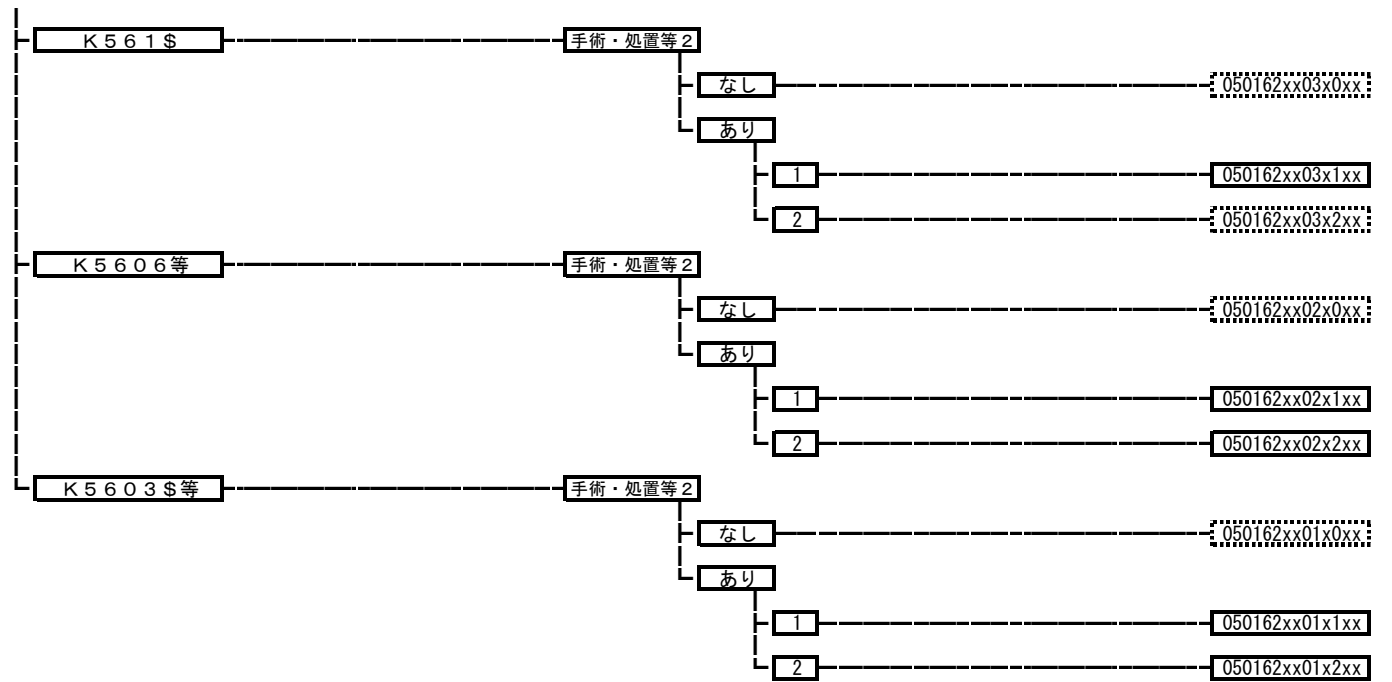 Ｋ５６１＄ 手術・処置等２
なし 050162xx03x0xx
あり
1 050162xx03x1xx
2 050162xx03x2xx
Ｋ５６０６等 手術・処置等２
なし 050162xx02x0xx
あり
1 050162xx02x1xx
2 050162xx02x2xx
Ｋ５６０３＄等 手術・処置等２
なし 050162xx01x0xx
あり
1 050162xx01x1xx
2 050162xx01x2xx